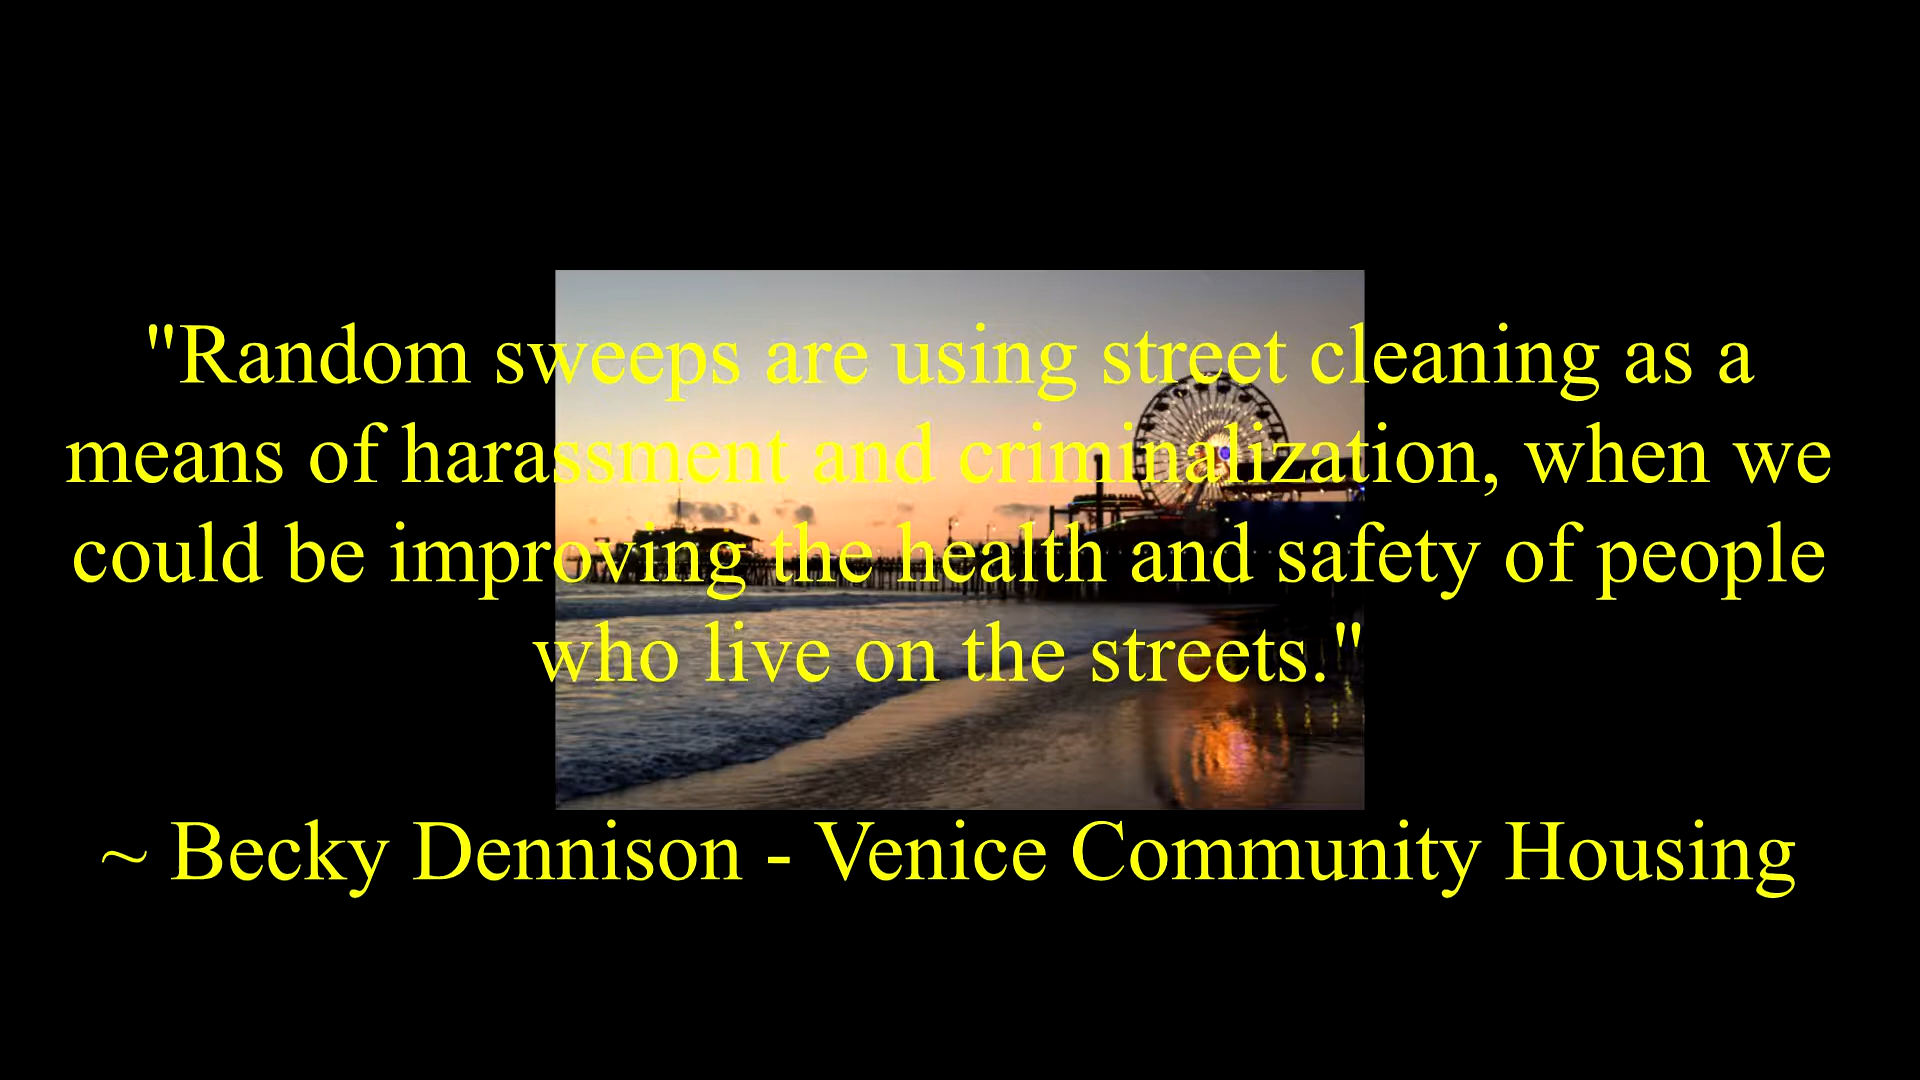 "Random sweeps are using street cleaning as a
means of harassment and criminalization, when we
could be improving the health and safety of people
who live on the streets."
~ Becky Dennison - Venice Community Housing